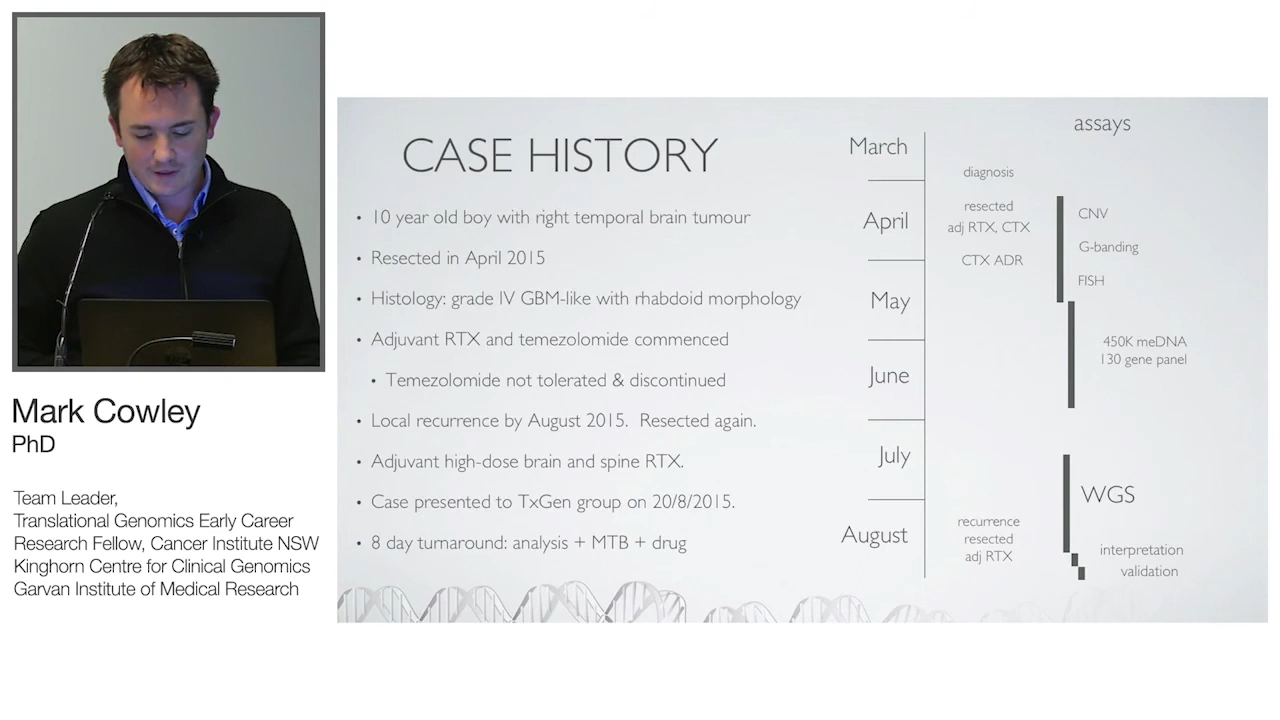 Mark Cowley
PhD
Team Leader,
Translational Genomics Early Career
Research Fellow, Cancer Institute NSW
Kinghorn Centre for Clinical Genomics
Garvan Institute of Medical Research
CASE HISTORY
• 10 year old boy with right temporal brain tumour
• Resected in April 2015
• Histology: grade IV GBM-like with rhabdoid morphology
• Adjuvant RTX and temezolomide commenced
• Temezolomide not tolerated & discontinued
• Local recurrence by August 2015. Resected again.
• Adjuvant high-dose brain and spine RTX.
• Case presented to TxGen group on 20/8/2015.
• 8 day turnaround: analysis + MTB + drug
March
April
May
June
July
August
diagnosis
resected
adj RTX, CTX
CTX ADR
recurrence
resected
adj RTX
assays
CNV
G-banding
FISH
450K meDNA
130 gene panel
WGS
interpretation
validation